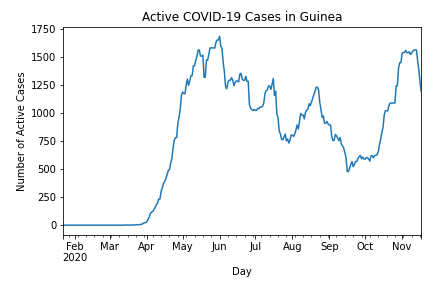 Active COVID-19 Cases in Guinea
Number of Active Cases
1750
1500
1250
1000
750
500
250
0
Feb Mar Apr May Jun Jul Aug Sep Oct Nov
2020
Day